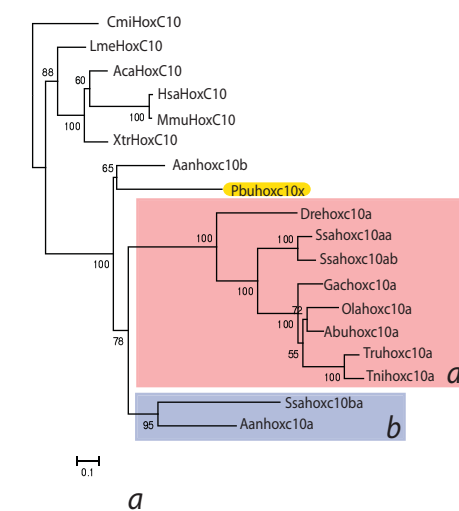 CmiHoxC10
LmeHoxC10
88
AcaHoxC10
60
HsaHoxC10
100
MmuHoxC10
100
XtrHoxC10
Aanhoxc10b
65
Pbuhoxc10x
Drehoxc10a
100
Ssahoxc10aa
100
Ssahoxc10ab
100
100
Gachoxc10a
72
Olahoxc10a
100
Abuhoxc10a
55
Truhoxc10a
100
Tnihoxc10a
a
78
Ssahoxc10ba
95
Aanhoxc10a
b
0.1
a